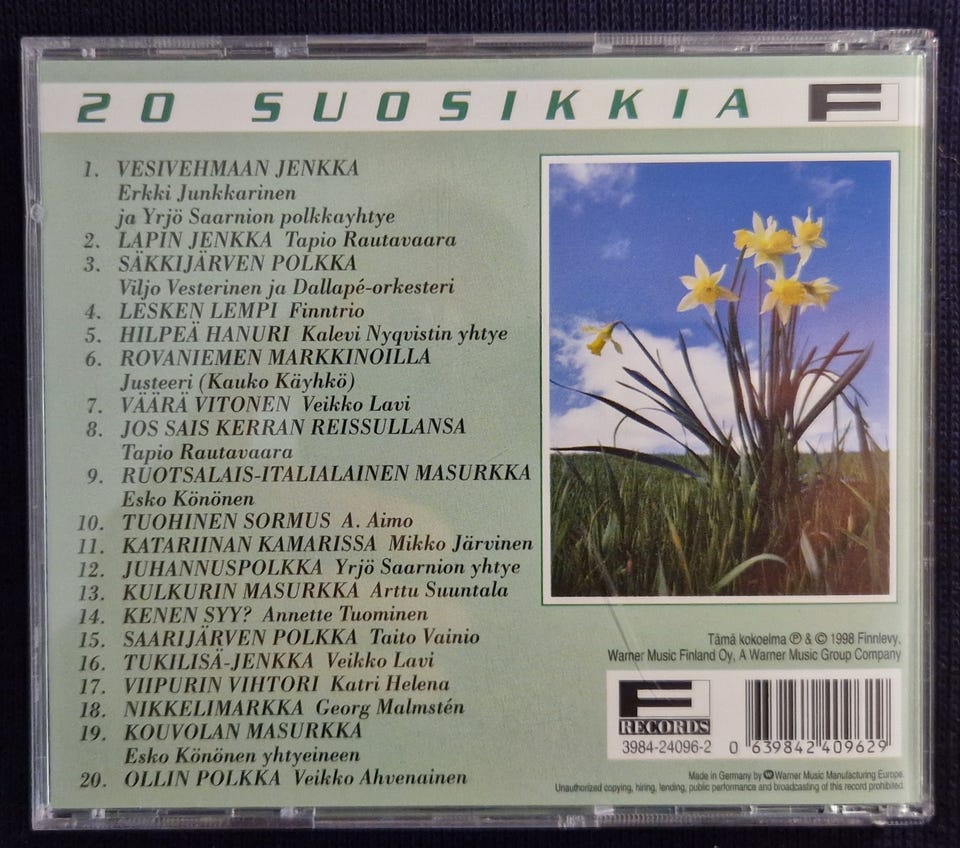 20 SUOSIKKIA F
1. VESIVEHMAAN JENKKA
Erkki Junkkarinen
ja Yrjö Saarnion polkkayhtye
2. LAPIN JENKKA Tapio Rautavaara
3. SÄKKIJÄRVEN POLKKA
Viljo Vesterinen ja Dallapé-orkesteri
4. LESKEN LEMPI Finntrio
5. HILPEÄ HANURI Kalevi Nyqvistin yhtye
6. ROVANIEMEN MARKKINOILLA
Justeeri (Kauko Käyhkö)
7. VÄÄRÄ VITONEN Veikko Lavi
8. JOS SAIS KERRAN REISSULLANSA
Tapio Rautavaara
9. RUOTSALAIS-ITALIALAINEN MASURKKA
Esko Könönen
10. TUOHINEN SORMUS A. Aimo
11. KATARIINAN KAMARISSA Mikko Järvinen
12. JUHANNUSPOLKKA Yrjö Saarnion yhtye
13. KULKURIN MASURKKA Arttu Suuntala
14. KENEN SYY? Annette Tuominen
15. SAARIJÄRVEN POLKKA Taito Vainio
16. TUKILISÄ-JENKKA Veikko Lavi
17. VIIPURIN VIHTORI Katri Helena
18. NIKKELIMARKKA Georg Malmstén
19. KOUVOLAN MASURKKA
Esko Könönen yhtyeineen
20. OLLIN POLKKA Veikko Ahvenainen
Tämä kokoelma ℗ & © 1998 Finnlevy,
Warner Music Finland Oy, A Warner Music Group Company
F
RECORDS
3984-24096-2
0 639842 409629
Made in Germany by Warner Music Manufacturing Europe.
Unauthorized copying, hiring, lending, public performance and broadcasting of this record prohibited.